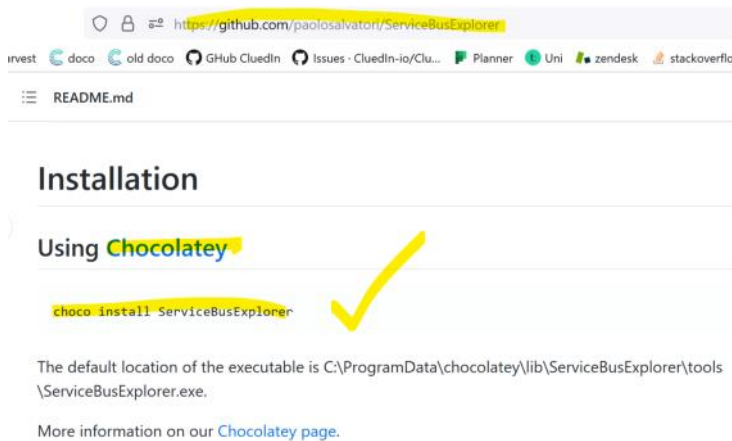 https://github.com/paolosalvatori/ServiceBusExplorer
doco old doco GHub CluedIn Issues · CluedIn-io/Clu... Planner Uni zendesk
README.md
Installation
Using Chocolatey
choco install ServiceBusExplorer
The default location of the executable is C:\ProgramData\chocolatey\lib\ServiceBusExplorer\tools
\ServiceBusExplorer.exe.
More information on our Chocolatey page.